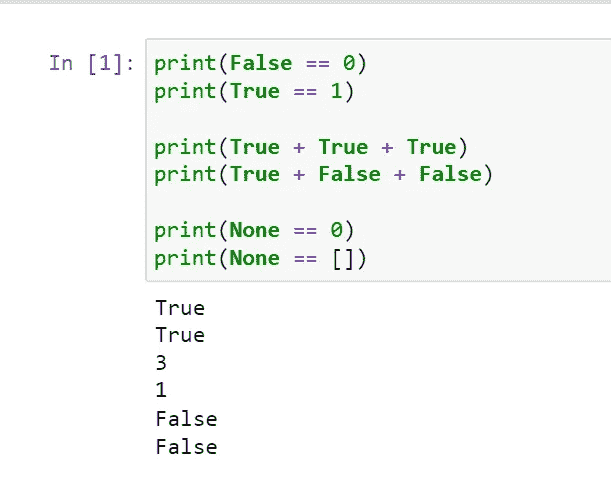 In [1]: print(False == 0)
print(True == 1)
print(True + True + True)
print(True + False + False)
print(None == 0)
print(None == [])
True
True
3
1
False
False